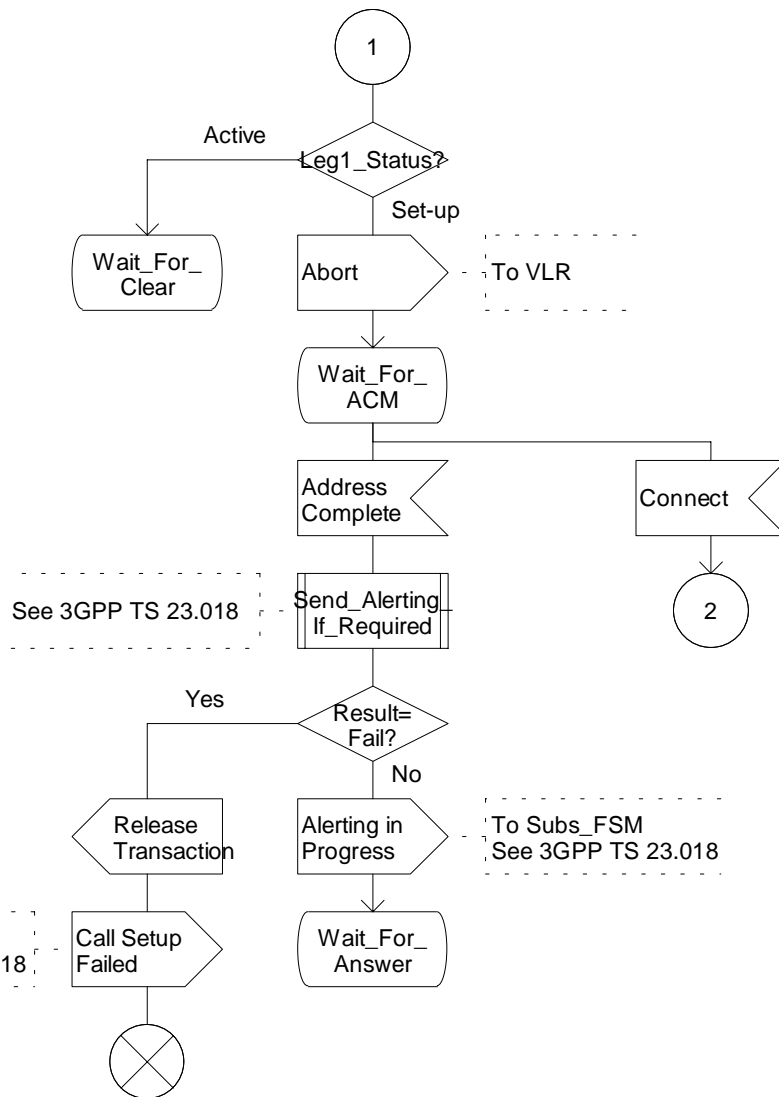 1
Active
Leg1_Status?
Set-up
Wait_For_
Clear
Abort
To VLR
Wait_For_
ACM
Address
Complete
Connect
See 3GPP TS 23.018
Send_Alerting_
If_Required
2
Yes
Result=
Fail?
No
Release
Transaction
Alerting in
Progress
To Subs_FSM
See 3GPP TS 23.018
18
Call Setup
Failed
Wait_For_
Answer